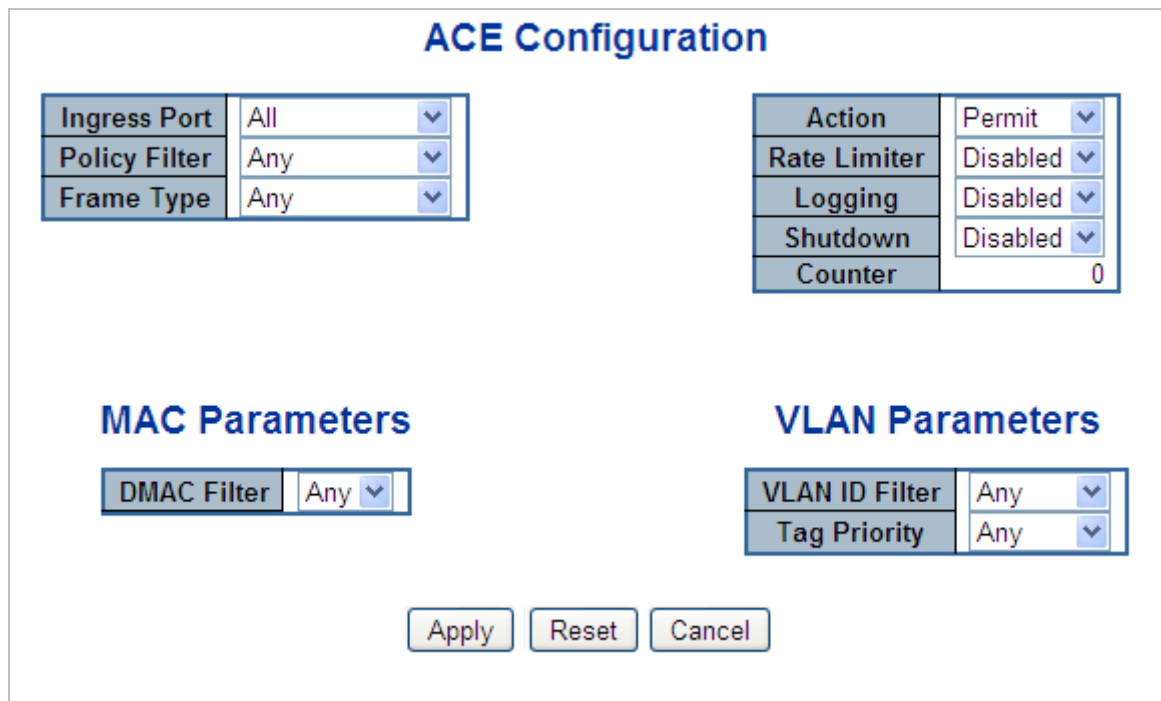 ACE Configuration
Ingress Port All
Policy Filter Any
Frame Type Any
Action Permit
Rate Limiter Disabled
Logging Disabled
Shutdown Disabled
Counter 0
MAC Parameters
DMAC Filter Any
VLAN Parameters
VLAN ID Filter Any
Tag Priority Any
Apply Reset Cancel